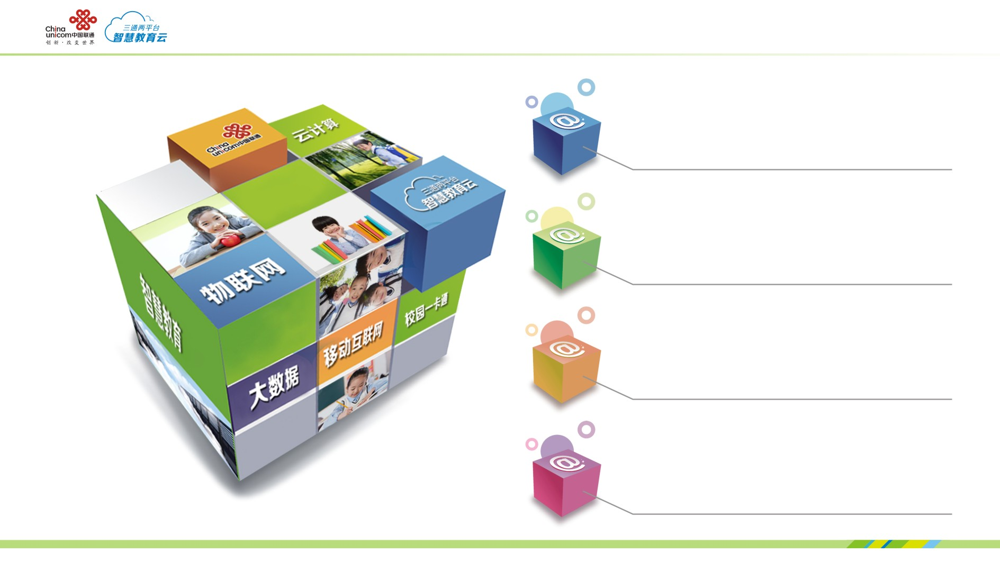 China
unicom中国联通
创新·改变世界
三通两平台
智慧教育云
China
unicom中国联通
云计算
三通两平台
智慧教育云
物联网
智慧教育
校园一卡通
移动互联网
大数据
@
@
@
@